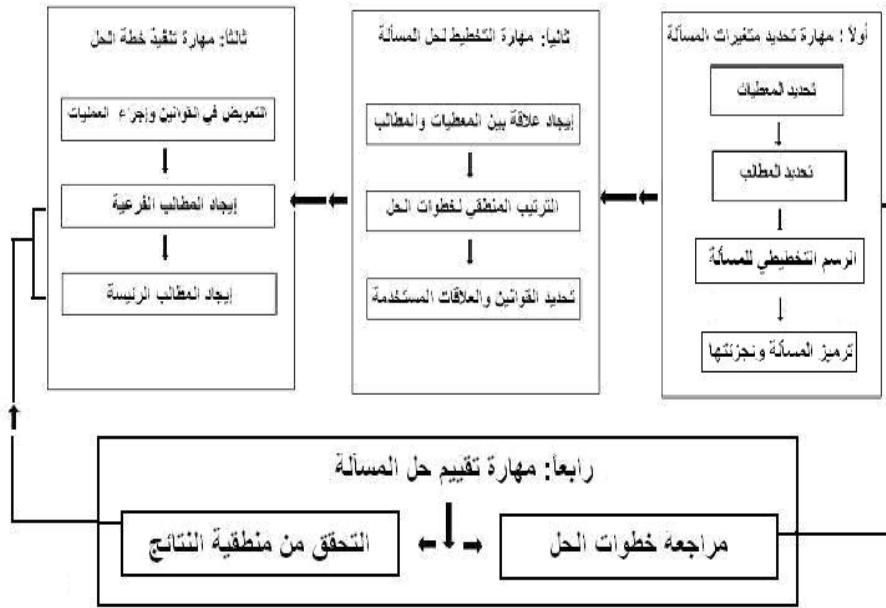 أولاً : مهارة تحديد متغيرات المسألة
تحديد المعطيات
تحديد المطالب
الرسم التخطيطي للمسألة
ترميز المسألة وتجزئتها
ثانياً: مهارة التخطيط لحل المسألة
إيجاد علاقة بين المعطيات والمطالب
الترتيب المنطقي لخطوات الحل
تحديد القوانين والعلاقات المستخدمة
ثالثاً: مهارة تنفيذ خطة الحل
التعويض في القوانين وإجراء العمليات
إيجاد المطالب الفرعية
إيجاد المطالب الرئيسة
رابعاً: مهارة تقييم حل المسألة
مراجعة خطوات الحل
التحقق من منطقية النتائج